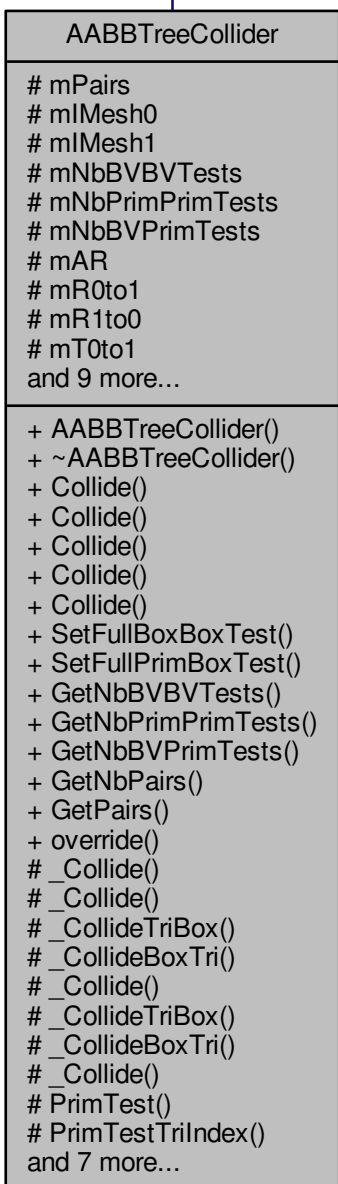 AABBTreeCollider
# mPairs
# mIMesh0
# mIMesh1
# mNbBVBVTests
# mNbPrimPrimTests
# mNbBVPrimTests
# mAR
# mR0to1
# mR1to0
# mT0to1
and 9 more...
+ AABBTreeCollider()
+ ~AABBTreeCollider()
+ Collide()
+ Collide()
+ Collide()
+ Collide()
+ Collide()
+ SetFullBoxBoxTest()
+ SetFullPrimBoxTest()
+ GetNbBVBVTests()
+ GetNbPrimPrimTests()
+ GetNbBVPrimTests()
+ GetNbPairs()
+ GetPairs()
+ override()
# _Collide()
# _Collide()
# _CollideTriBox()
# _CollideBoxTri()
# _Collide()
# _CollideTriBox()
# _CollideBoxTri()
# _Collide()
# PrimTest()
# PrimTestTriIndex()
and 7 more...